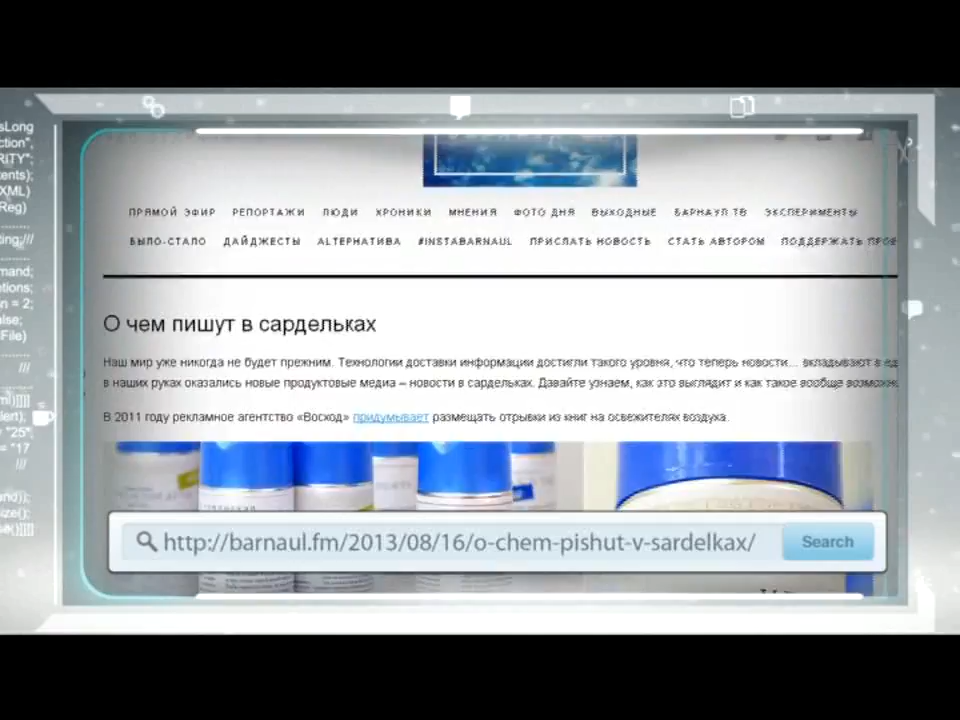 ПРЯМОЙ ЭФИР РЕПОРТАЖИ ЛЮДИ ХРОНИКИ МНЕНИЯ ФОТО ДНЯ ВЫХОДНЫЕ БАРНАУЛ ТВ ЭКСПЕРИМЕНТЫ
БЫЛО-СТАЛО ДАЙДЖЕСТЫ ALTERНАТИВА #INSTABARNAUL ПРИСЛАТЬ НОВОСТЬ СТАТЬ АВТОРОМ ПОДДЕРЖАТЬ
О чем пишут в сардельках
Наш мир уже никогда не будет прежним. Технологии доставки информации достигли такого уровня, что теперь новости... вкладывают в
в наших руках оказались новые продуктовые медиа – новости в сардельках. Давайте узнаем, как это выглядит и как такое вообще
В 2011 году рекламное агентство «Восход» придумывает размещать отрывки из книг на освежителях воздуха.
http://barnaul.fm/2013/08/16/o-chem-pishut-v-sardelkax/ Search